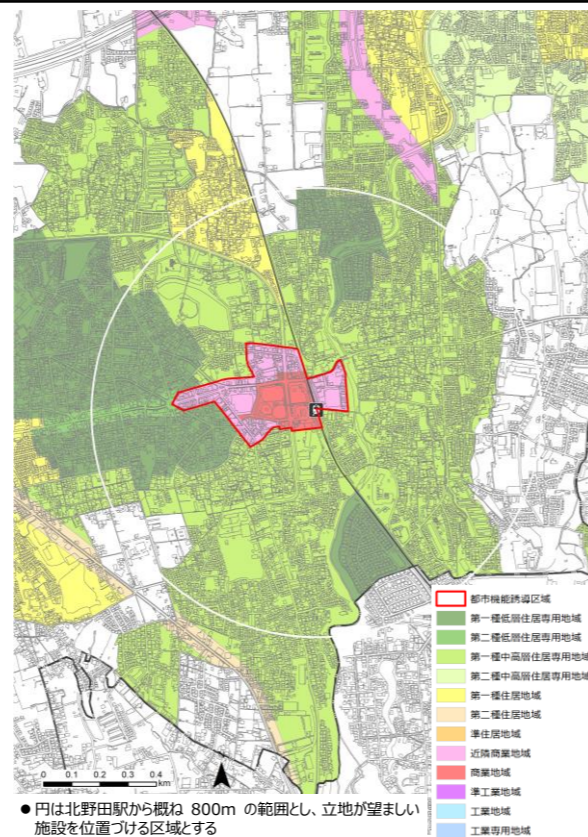 都市機能誘導区域
第一種低層住居専用地域
第二種低層住居専用地域
第一種中高層住居専用地域
第二種中高層住居専用地域
第一種住居地域
第二種住居地域
準住居地域
近隣商業地域
商業地域
準工業地域
工業地域
工業専用地域
0 0.1 0.2 0.3 0.4
km
● 円は北野田駅から概ね 800m の範囲とし、立地が望ましい
施設を位置づける区域とする